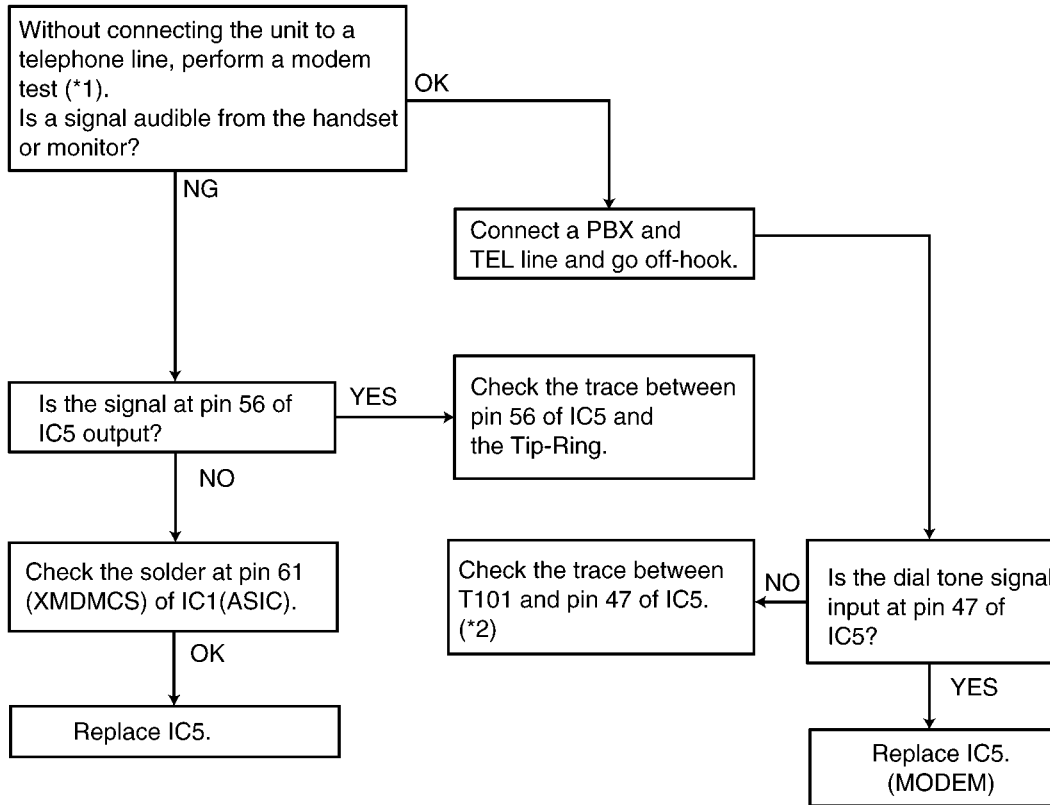 Without connecting the unit to a
telephone line, perform a modem
test (*1).
Is a signal audible from the handset
or monitor?
OK
NG
Connect a PBX and
TEL line and go off-hook.
Is the signal at pin 56 of
IC5 output?
YES
Check the trace between
pin 56 of IC5 and
the Tip-Ring.
NO
Check the solder at pin 61
(XMDMCS) of IC1(ASIC).
OK
Replace IC5.
Check the trace between
T101 and pin 47 of IC5.
(*2)
NO
Is the dial tone signal
input at pin 47 of
IC5?
YES
Replace IC5.
(MODEM)